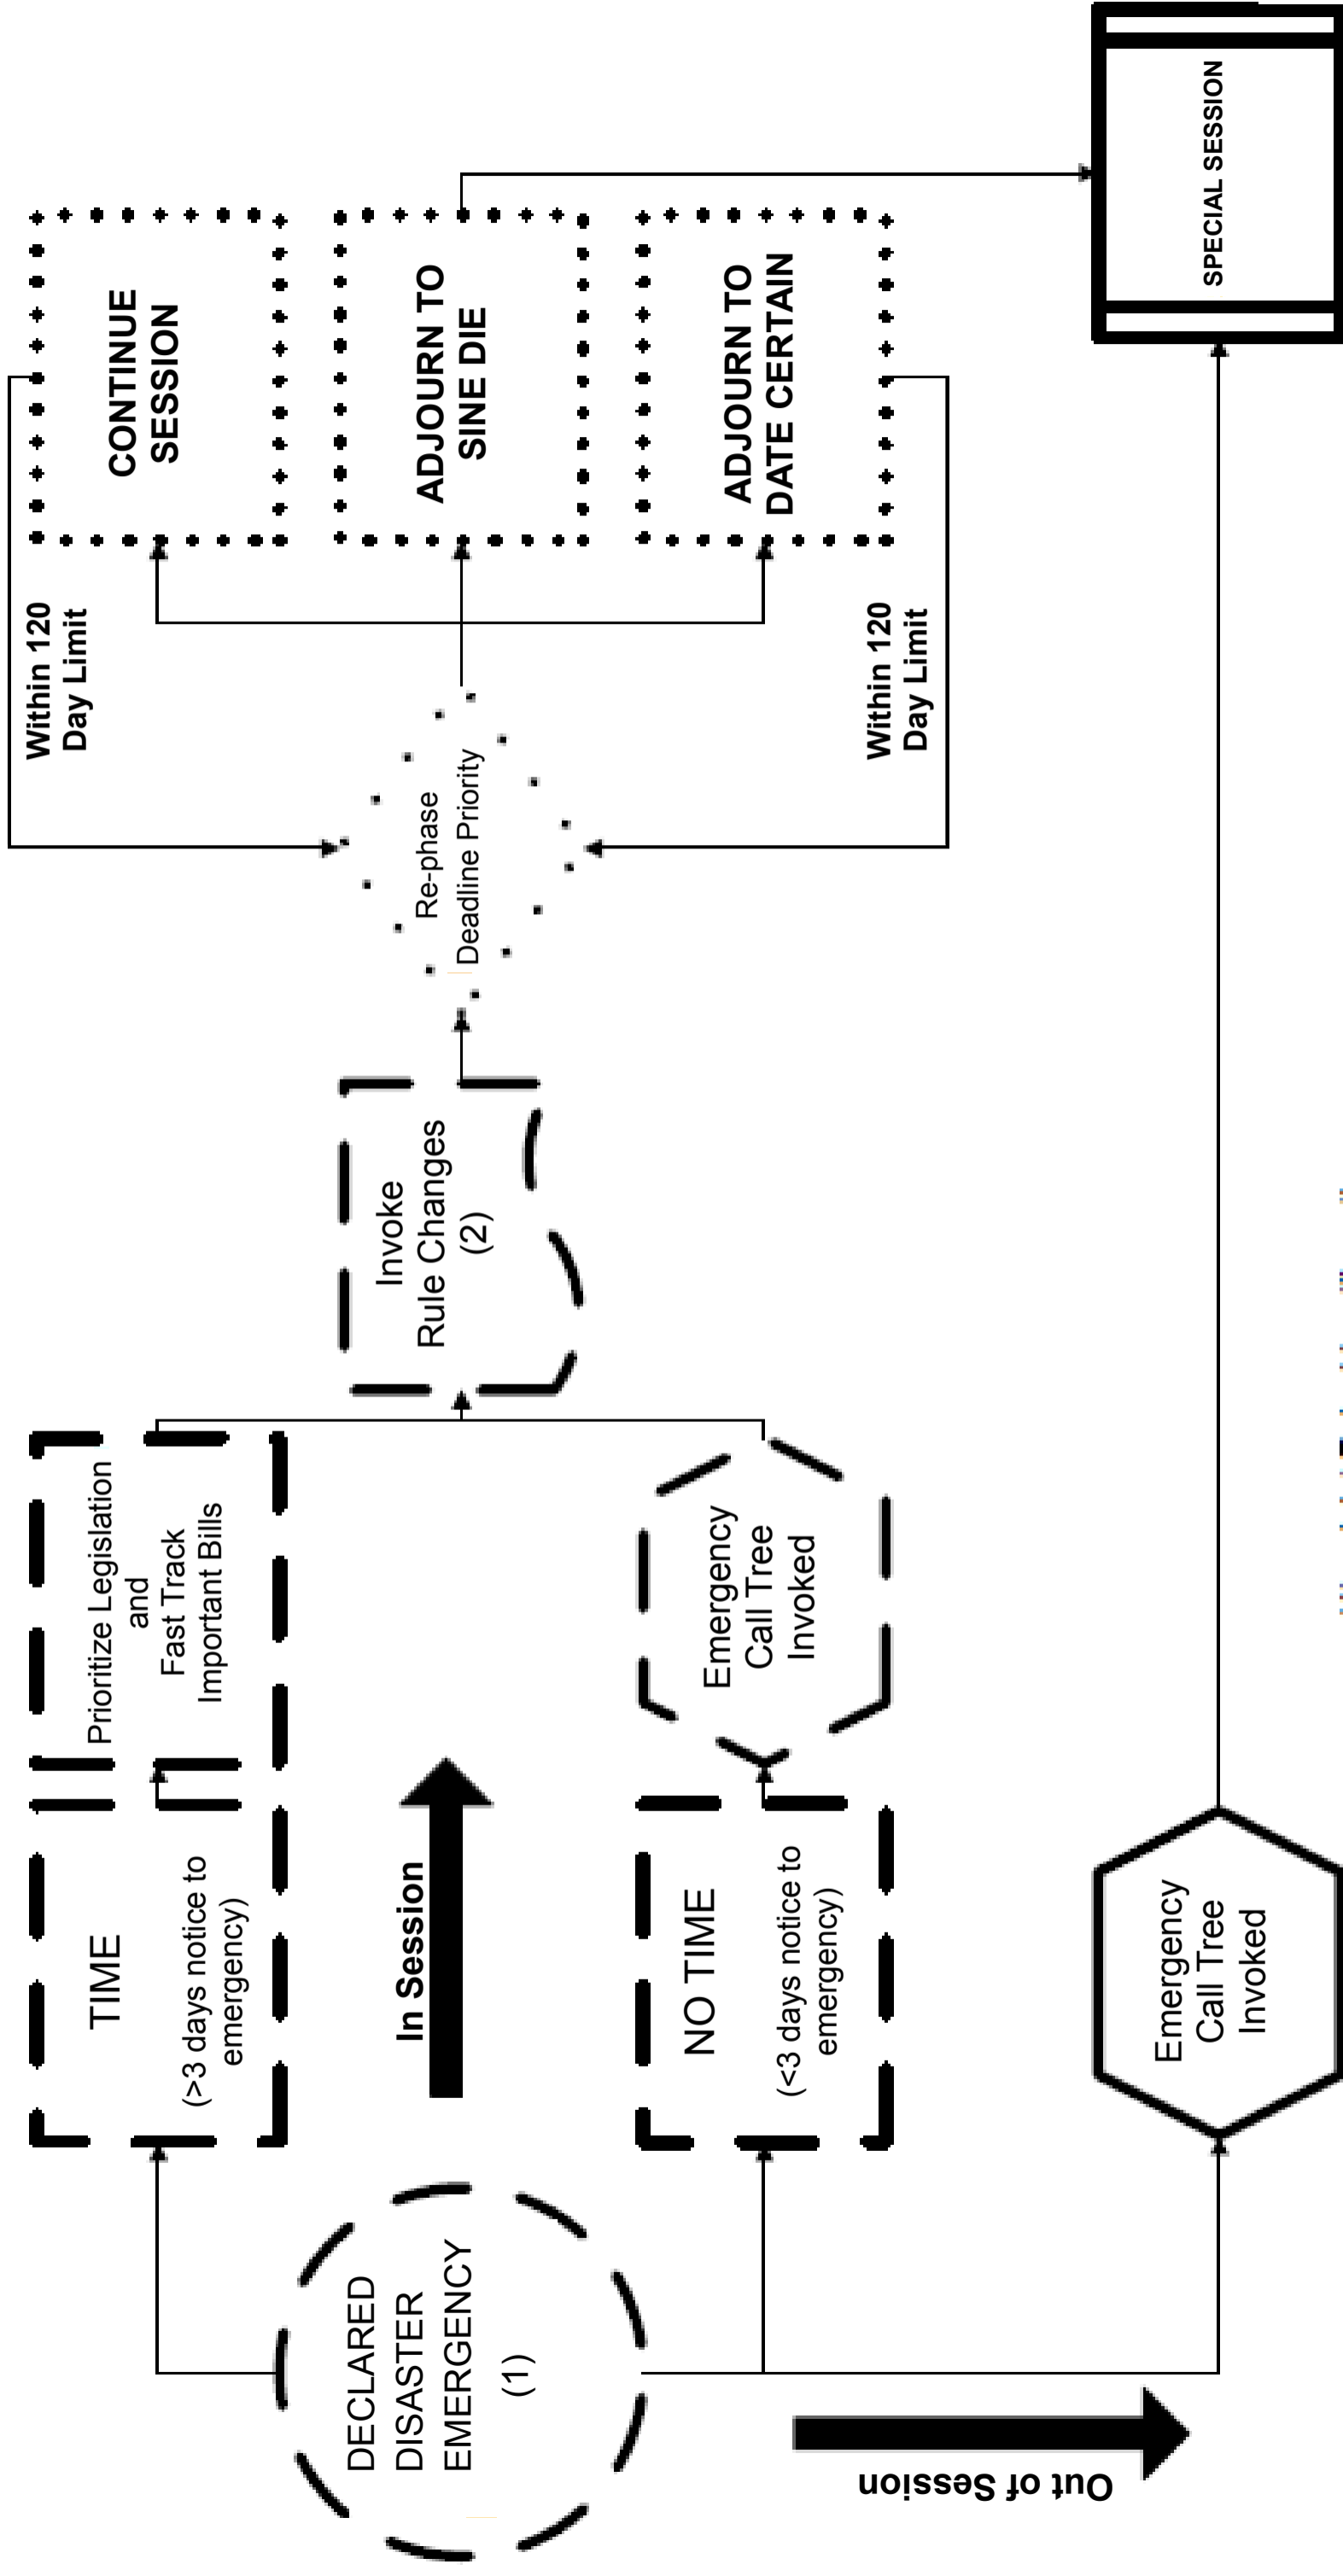 DECLARED
DISASTER
EMERGENCY
(1)
TIME
(>3 days notice to
emergency)
Prioritize Legislation
and
Fast Track
Important Bills
In Session
NO TIME
(<3 days notice to
emergency)
Emergency
Call Tree
Invoked
Invoke
Rule Changes
(2)
Re-phase
Deadline Priority
Within 120
Day Limit
Within 120
Day Limit
CONTINUE
SESSION
ADJOURN TO
SINE DIE
ADJOURN TO
DATE CERTAIN
Out of Session
Emergency
Call Tree
Invoked
SPECIAL SESSION